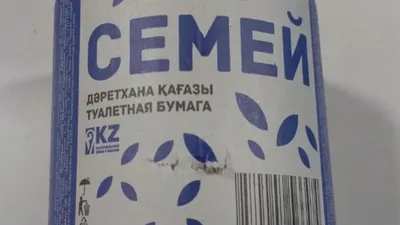 СЕМЕЙ
ДӘРЕТХАНА ҚАҒАЗЫ
ТУАЛЕТНАЯ БУМАГА
KZ